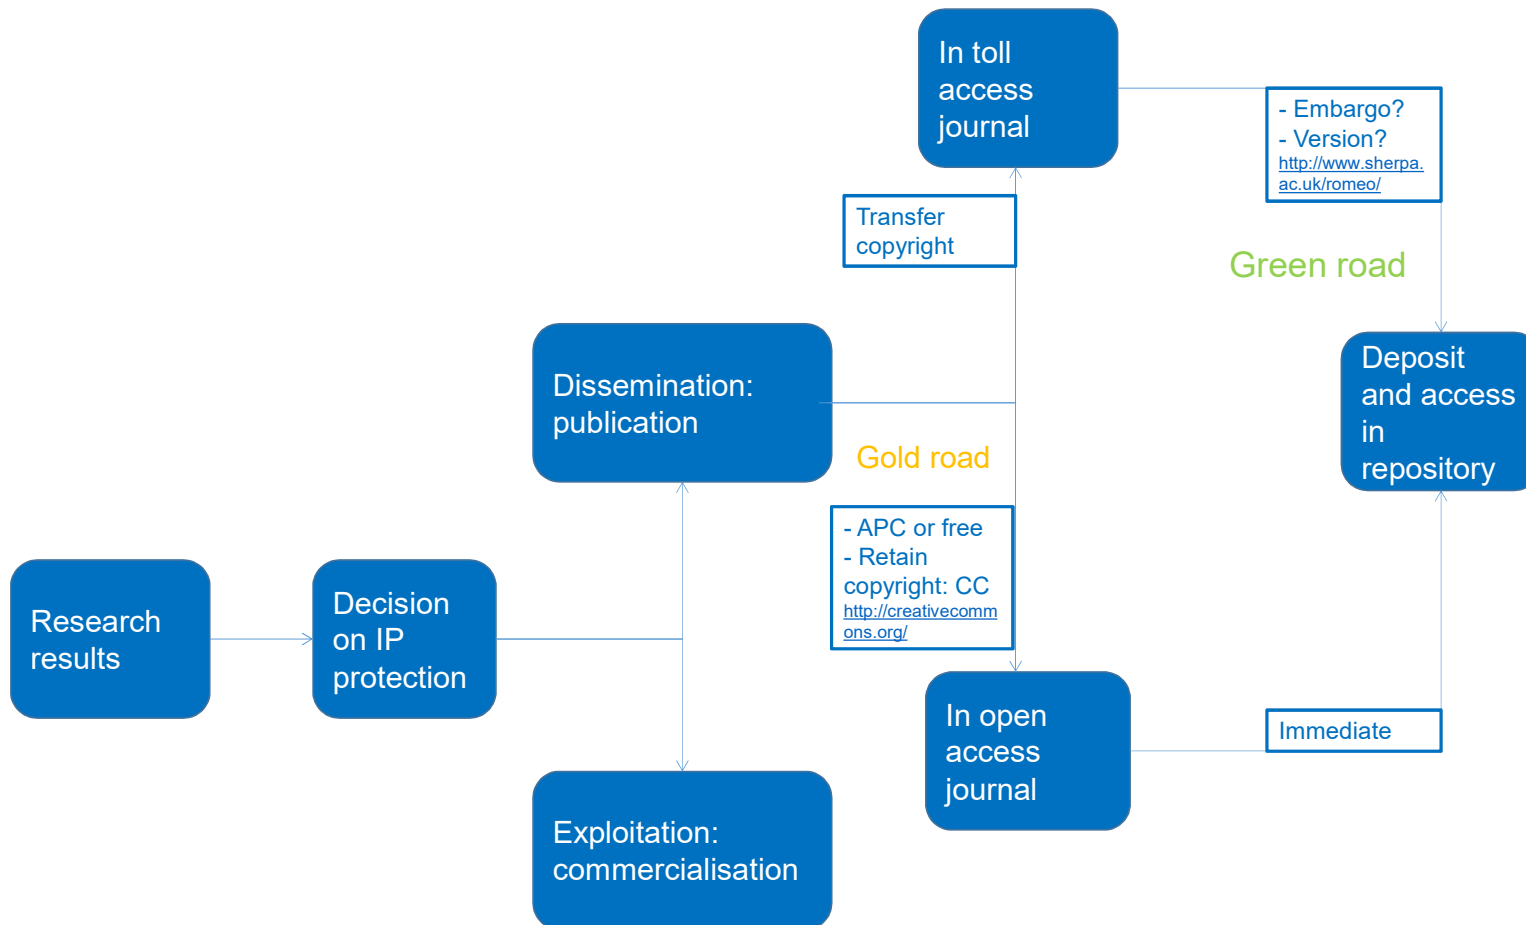 In toll
access
journal
- Embargo?
- Version?
http://www.sherpa.
ac.uk/romeo/
Transfer
copyright
Green road
Dissemination:
publication
Deposit
and access
in
repository
Gold road
- APC or free
- Retain
copyright: CC
http://creativecomm
ons.org/
Research
results
Decision
on IP
protection
In open
access
journal
Immediate
Exploitation:
commercialisation